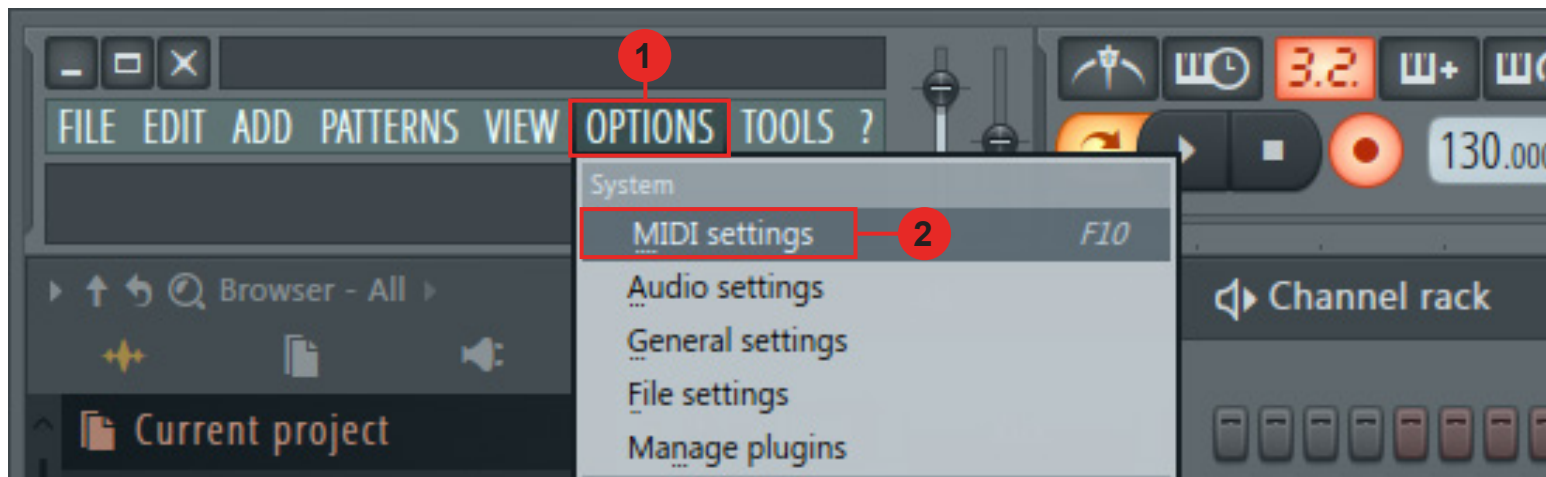 1
FILE EDIT ADD PATTERNS VIEW OPTIONS TOOLS ?
3.2.
130.000
System
MIDI settings 2 F10
Audio settings
General settings
File settings
Manage plugins
Browser - All
Current project
Channel rack